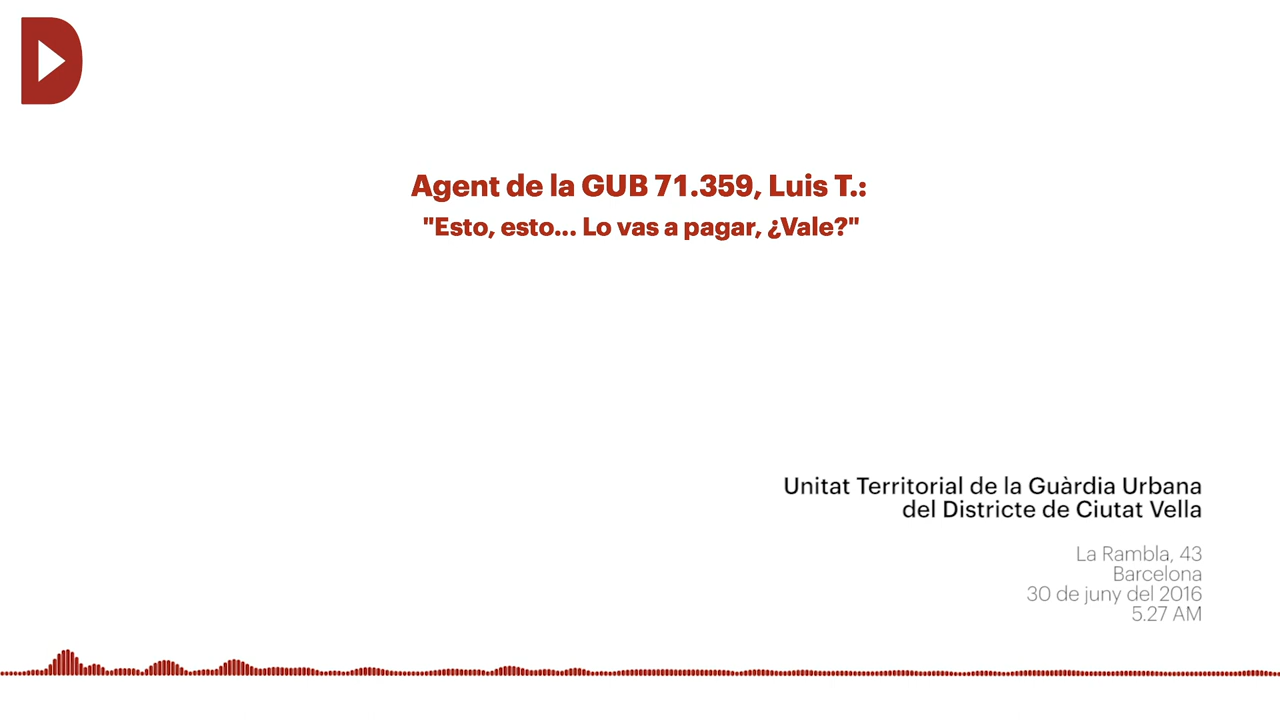 Agent de la GUB 71.359, Luis T.:
"Esto, esto... Lo vas a pagar, ¿Vale?"
Unitat Territorial de la Guàrdia Urbana
del Districte de Ciutat Vella
La Rambla, 43
Barcelona
30 de juny del 2016
5.27 AM